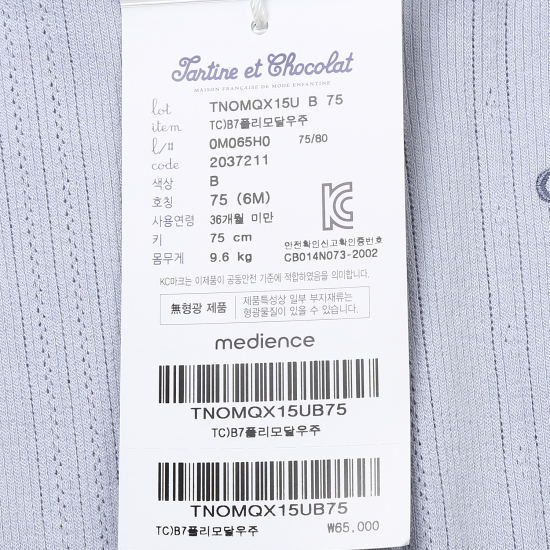 Tartine et Chocolat
MAISON FRANÇAISE DE MODE ENFANTINE
lot TNOMQX15U B 75
item TC)B7플리모달우주
l/# 0M065H0 75/80
code 2037211
색상 B
호칭 75 (6M)
사용연령 36개월 미만
키 75 cm
몸무게 9.6 kg
안전확인신고확인증번호
CB014N073-2002
KC마크는 이제품이 공통안전 기준에 적합하였음을 의미합니다.
無형광 제품
제품특성상 일부 부자재류는
형광물질이 있을 수 있습니다.
medience
TNOMQX15UB75
TC)B7플리모달우주
TNOMQX15UB75
TC)B7플리모달우주 ₩65,000